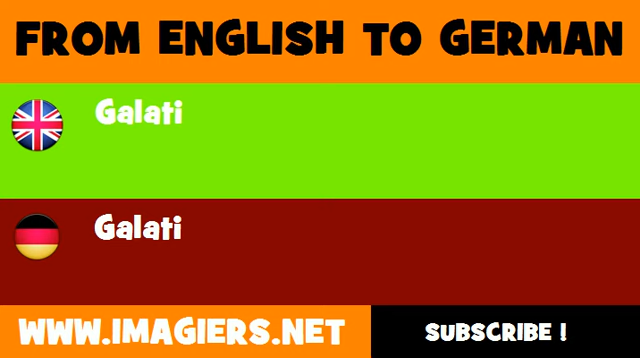 FROM ENGLISH TO GERMAN
Galati
Galati
WWW.IMAGIERS.NET
SUBSCRIBE !